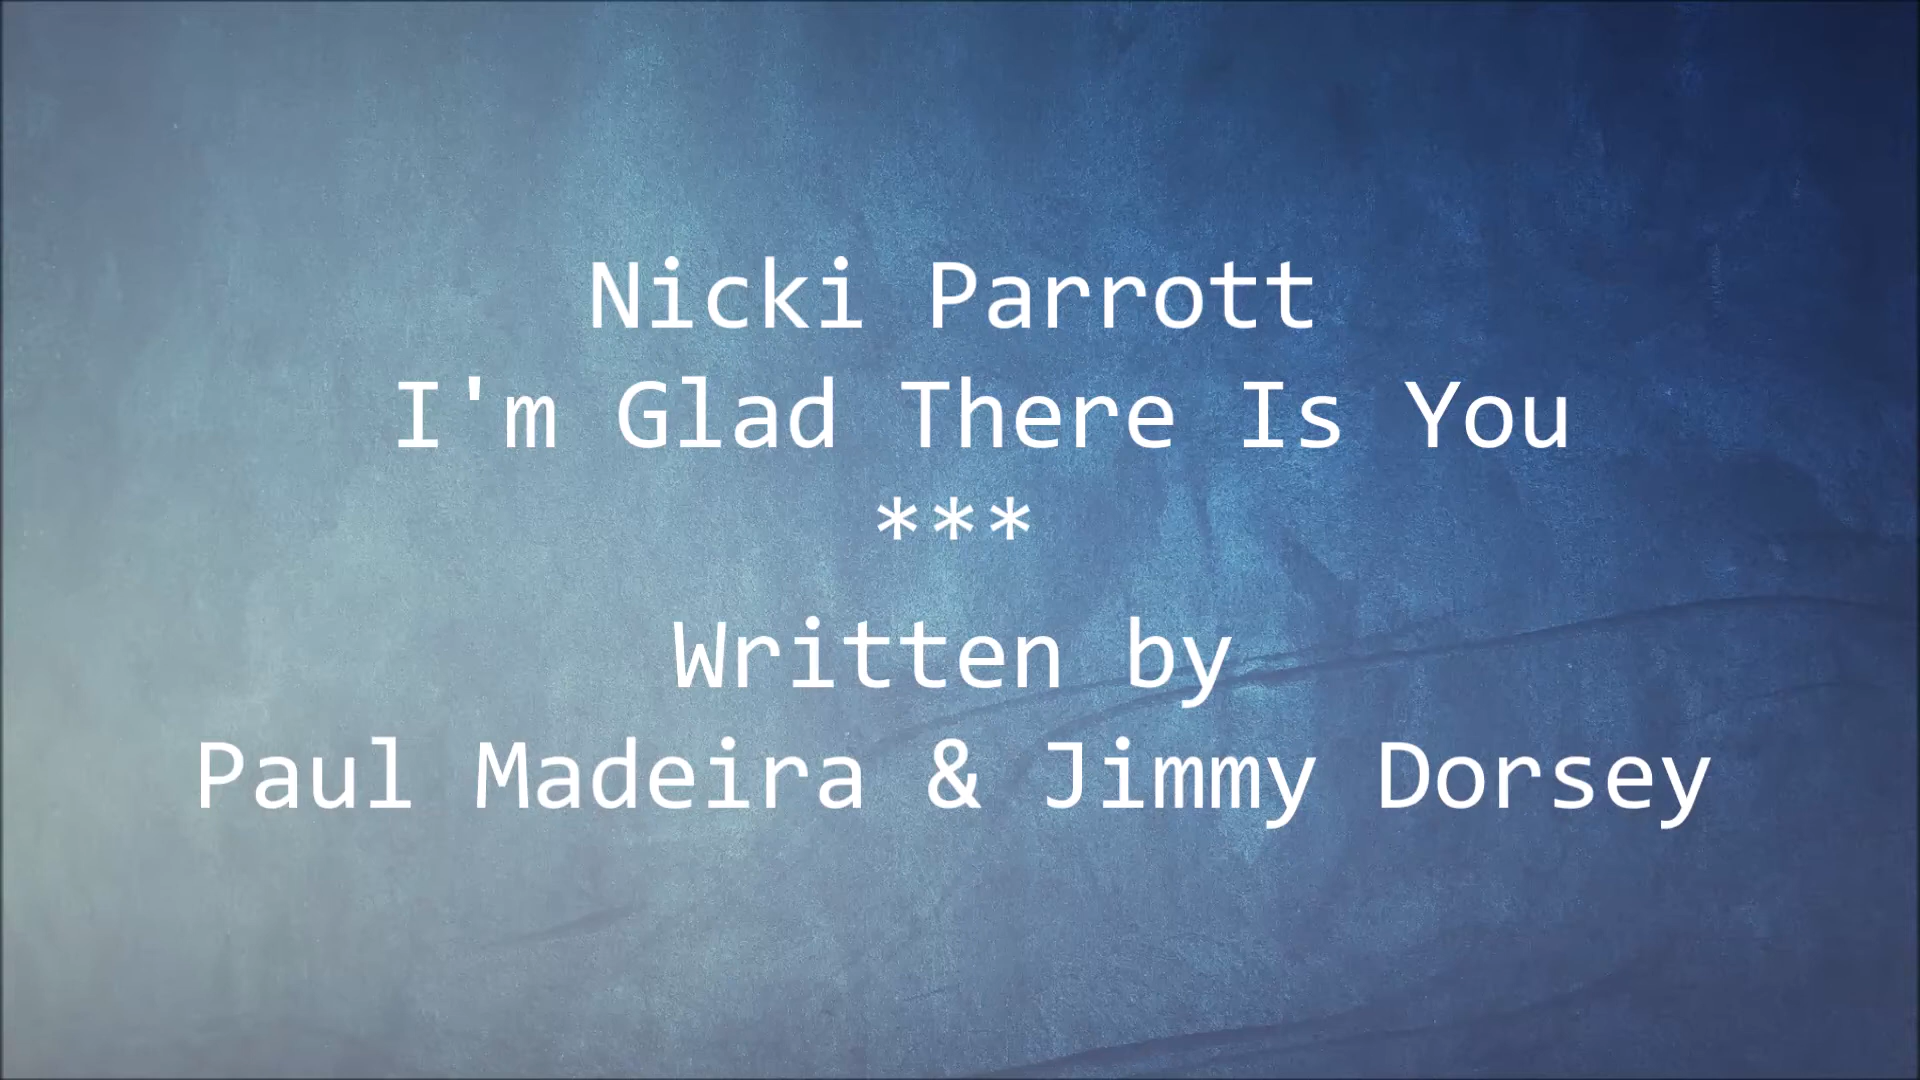 Nicki Parrott
I'm Glad There Is You
***
Written by
Paul Madeira & Jimmy Dorsey